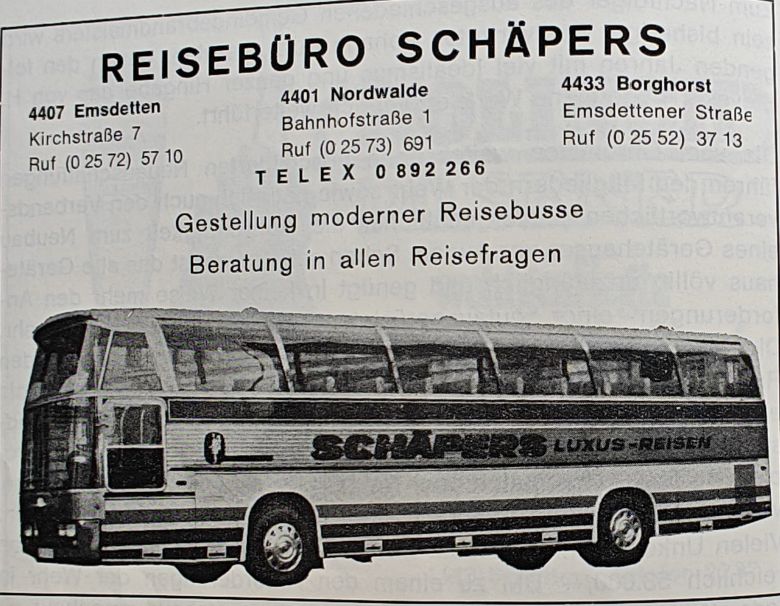 REISEBÜRO SCHÄPERS
4407 Emsdetten
Kirchstraße 7
Ruf (0 25 72) 57 10
4401 Nordwalde
Bahnhofstraße 1
Ruf (0 25 73) 691
4433 Borghorst
Emsdettener Straße
Ruf (0 25 52) 37 13
TELEX 0 892 266
Gestellung moderner Reisebusse
Beratung in allen Reisefragen
SCHÄPERS LUXUS-REISEN